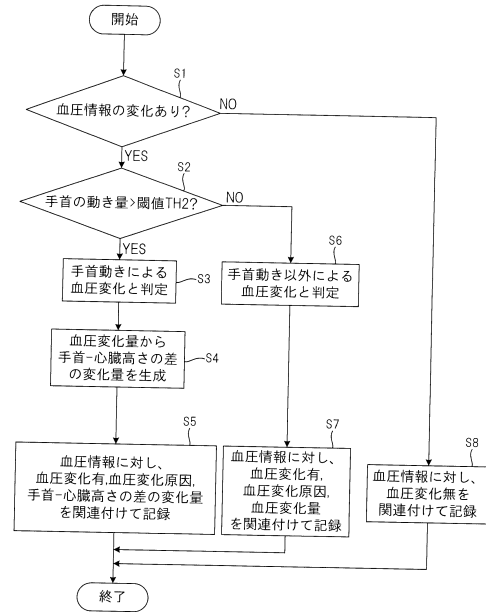 開始
S1
血圧情報の変化あり?
NO
YES
S2
手首の動き量>閾値TH2?
NO
YES
S3
手首動きによる
血圧変化と判定
S6
手首動き以外による
血圧変化と判定
S4
血圧変化量から
手首-心臓高さの差
の変化量を生成
S5
血圧情報に対し、
血圧変化有,血圧変化原因,
手首-心臓高さの差の変化量
を関連付けて記録
S7
血圧情報に対し、
血圧変化有,
血圧変化原因,
血圧変化量
を関連付けて記録
S8
血圧情報に対し、
血圧変化無を
関連付けて記録
終了